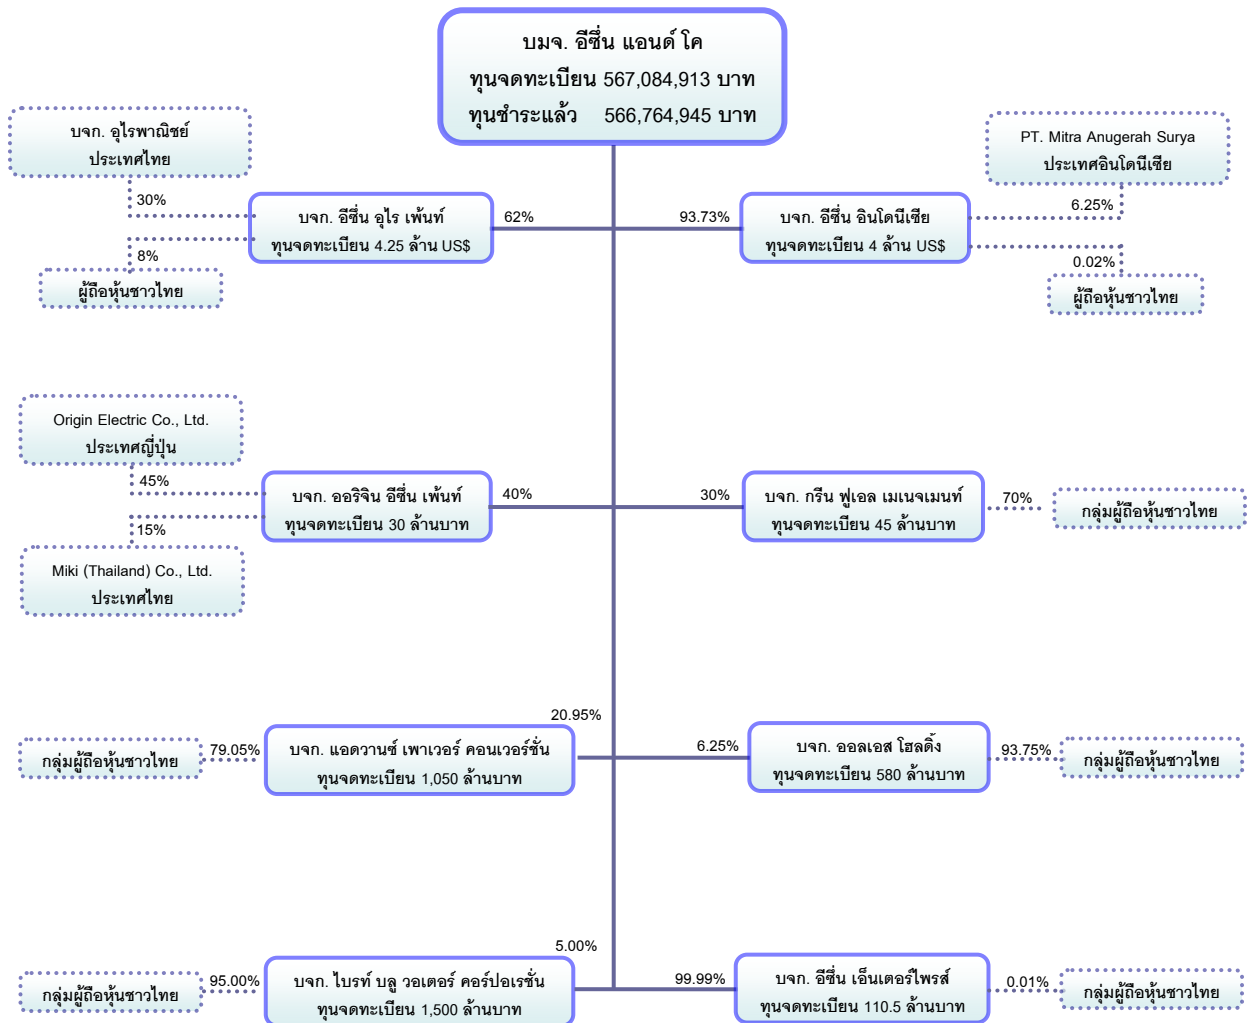 บมจ. อีซึ่น แอนด์ โค
ทุนจดทะเบียน 567,084,913 บาท
ทุนชำระแล้ว 566,764,945 บาท
บจก. อุไรพาณิชย์
ประเทศไทย
30%
8%
ผู้ถือหุ้นชาวไทย
บจก. อีซึ่น อุไร เพ้นท์
ทุนจดทะเบียน 4.25 ล้าน US$
62%
93.73%
บจก. อีซึ่น อินโดนีเซีย
ทุนจดทะเบียน 4 ล้าน US$
PT. Mitra Anugerah Surya
ประเทศอินโดนีเซีย
6.25%
0.02%
ผู้ถือหุ้นชาวไทย
Origin Electric Co., Ltd.
ประเทศญี่ปุ่น
45%
15%
Miki (Thailand) Co., Ltd.
ประเทศไทย
บจก. ออริจิน อีซึ่น เพ้นท์
ทุนจดทะเบียน 30 ล้านบาท
40%
30%
บจก. กรีน ฟูเอล เมเนจเมนท์
ทุนจดทะเบียน 45 ล้านบาท
70%
กลุ่มผู้ถือหุ้นชาวไทย
กลุ่มผู้ถือหุ้นชาวไทย
79.05%
บจก. แอดวานซ์ เพาเวอร์ คอนเวอร์ชั่น
ทุนจดทะเบียน 1,050 ล้านบาท
20.95%
6.25%
บจก. ออลเอส โฮลดิ้ง
ทุนจดทะเบียน 580 ล้านบาท
93.75%
กลุ่มผู้ถือหุ้นชาวไทย
กลุ่มผู้ถือหุ้นชาวไทย
95.00%
บจก. ไบรท์ บลู วอเตอร์ คอร์ปอเรชั่น
ทุนจดทะเบียน 1,500 ล้านบาท
5.00%
99.99%
บจก. อีซึ่น เอ็นเตอร์ไพรส์
ทุนจดทะเบียน 110.5 ล้านบาท
0.01%
กลุ่มผู้ถือหุ้นชาวไทย